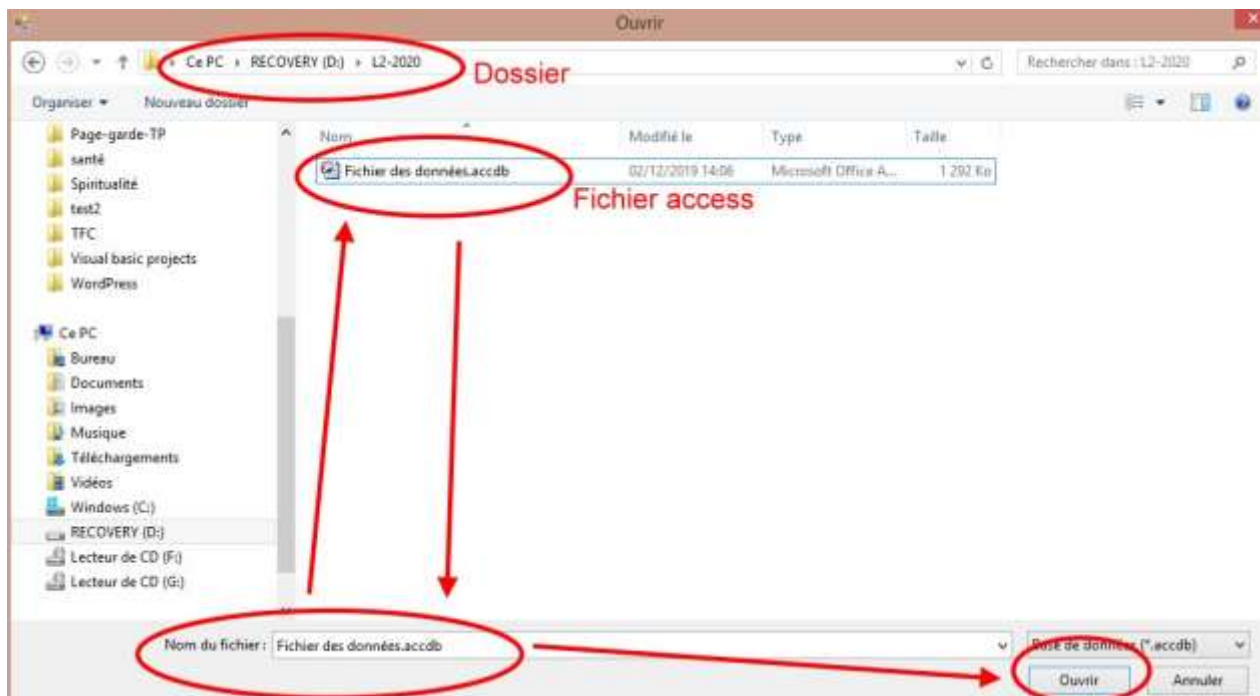 Ouvrir
Ce PC › RECOVERY (D:) › L2-2020
Rechercher dans : L2-2020
Dossier
Organiser
Nouveau dossier
Page-garde-TP
santé
Spiritualité
test2
TFC
Visual basic projects
WordPress
Ce PC
Bureau
Documents
Images
Musique
Téléchargements
Vidéos
Windows (C:)
RECOVERY (D:)
Lecteur de CD (F:)
Lecteur de CD (G:)
Nom Modifié le Type Taille
Fichier des données.accdb 02/12/2019 14:06 Microsoft Office A... 1 292 Ko
Fichier access
Nom du fichier : Fichier des données.accdb
Base de données (*.accdb)
Ouvrir Annuler